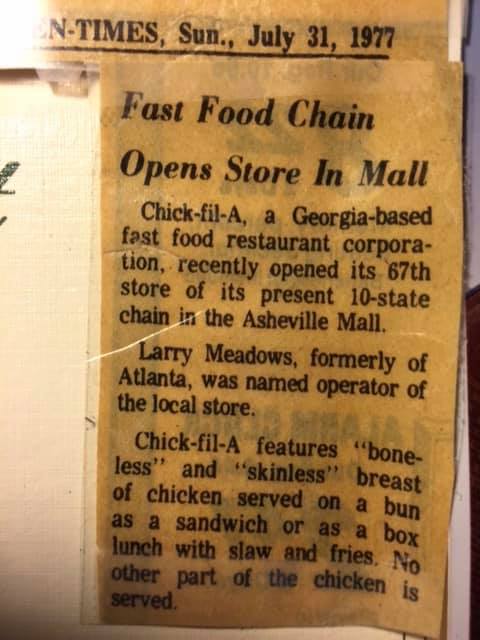 EN-TIMES, Sun., July 31, 1977
Fast Food Chain
Opens Store In Mall
Chick-fil-A, a Georgia-based
fast food restaurant corpora-
tion, recently opened its 67th
store of its present 10-state
chain in the Asheville Mall.
Larry Meadows, formerly of
Atlanta, was named operator of
the local store.
Chick-fil-A features "bone-
less" and "skinless" breast
of chicken served on a bun
as a sandwich or as a box
lunch with slaw and fries. No
other part of the chicken is
served.